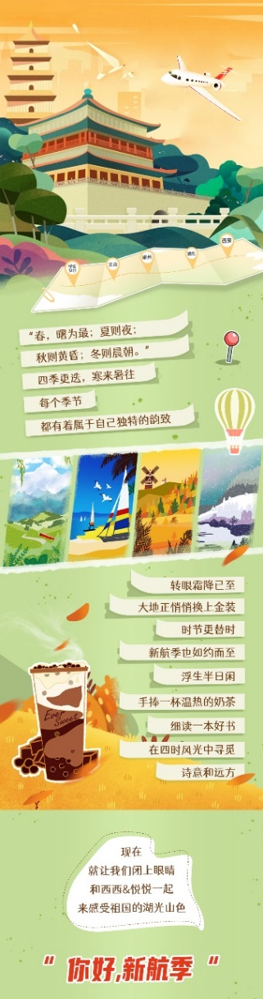 西安
通化
台山
“春，曙为最；夏则夜；
秋则黄昏；冬则晨朝。”
四季更迭，寒来暑往
每个季节
都有着属于自己独特的韵致
转眼霜降已至
大地正悄悄换上金装
时节更替时
新航季也如约而至
浮生半日闲
手捧一杯温热的奶茶
细读一本好书
在四时风光中寻觅
诗意和远方
Ever
Sweet
现在
就让我们闭上眼睛
和西西&悦悦一起
来感受祖国的湖光山色
“你好,新航季“